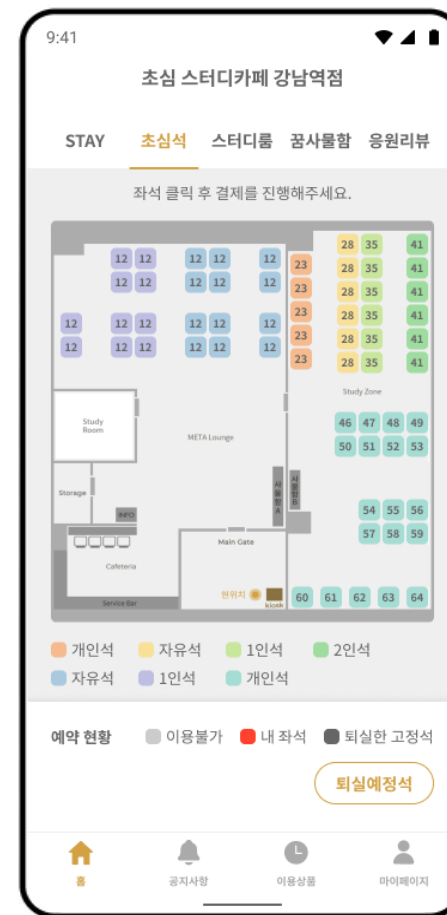 9:41
초심 스터디카페 강남역점
STAY 초심석 스터디룸 꿈사물함 응원리뷰
좌석 클릭 후 결제를 진행해주세요.
28 35 41
12 12 12 12 12 23
28 35 41
12 12 12 12 12 23
28 35 41
23
28 35 41
12 12 12 12 12 12 23
28 35 41
12 12 12 12 12 12 23
28 35 41
Study Zone
Study
Room
META Lounge
46 47 48 49
50 51 52 53
Storage
사물함 A
사물함 B
INFO
54 55 56
57 58 59
Main Gate
Cafeteria
현위치
kiosk
Service Bar
60 61 62 63 64
개인석 자유석 1인석 2인석
자유석 1인석 개인석
예약 현황 이용불가 내 좌석 퇴실한 고정석
퇴실예정석
홈 공지사항 이용상품 마이페이지